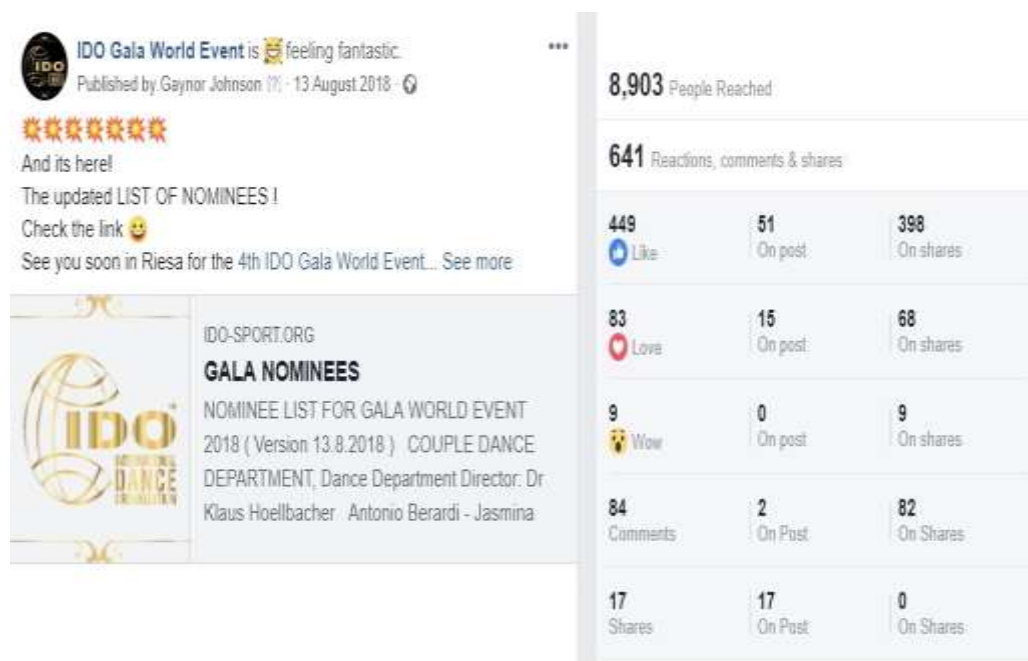 IDO Gala World Event is feeling fantastic.
Published by Gaynor Johnson [?] · 13 August 2018 ·
And its here!
The updated LIST OF NOMINEES !
Check the link
See you soon in Riesa for the 4th IDO Gala World Event... See more
IDO
INTERNATIONAL
DANCE
ORGANIZATION
IDO-SPORT.ORG
GALA NOMINEES
NOMINEE LIST FOR GALA WORLD EVENT
2018 ( Version 13.8.2018 ) COUPLE DANCE
DEPARTMENT, Dance Department Director: Dr
Klaus Hoellbacher Antonio Berardi - Jasmina
8,903 People Reached
641 Reactions, comments & shares
449 51 398
Like On post On shares
83 15 68
Love On post On shares
9 0 9
Wow On post On shares
84 2 82
Comments On Post On Shares
17 17 0
Shares On Post On Shares